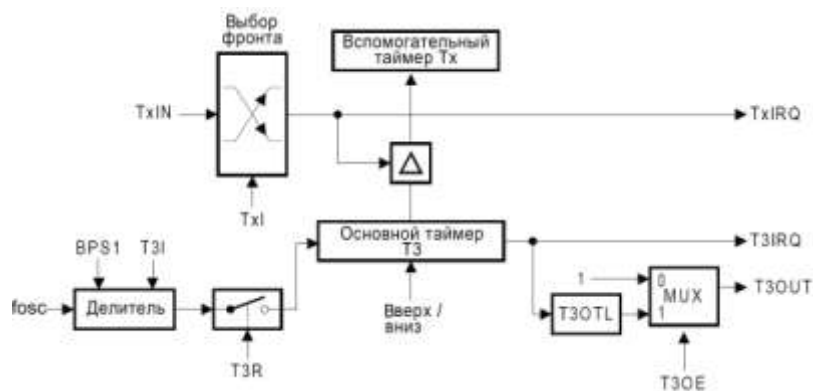 Выбор
фронта
Вспомогательный
таймер Tx
TxIN
TxIRQ
Δ
TxI
Основной таймер
T3
T3IRQ
BPS1
T3I
fosc
Делитель
T3R
Вверх /
вниз
1
0
MUX
1
T3OUT
T3OTL
T3OE